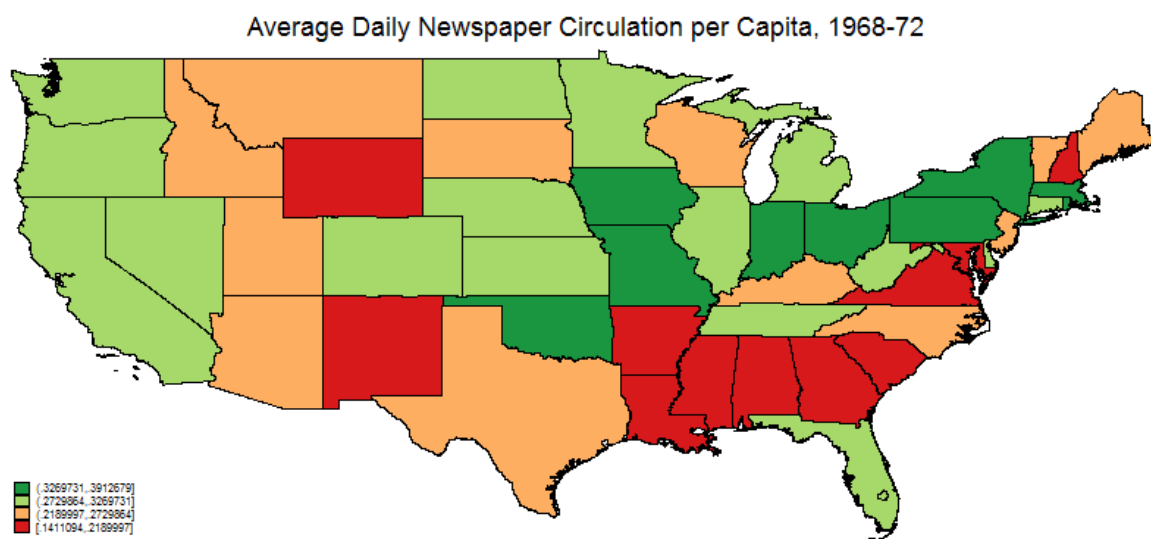 Average Daily Newspaper Circulation per Capita, 1968-72
(.3269731,.3912679]
(.2729864,.3269731]
(.2189997,.2729864]
[.1411094,.2189997]